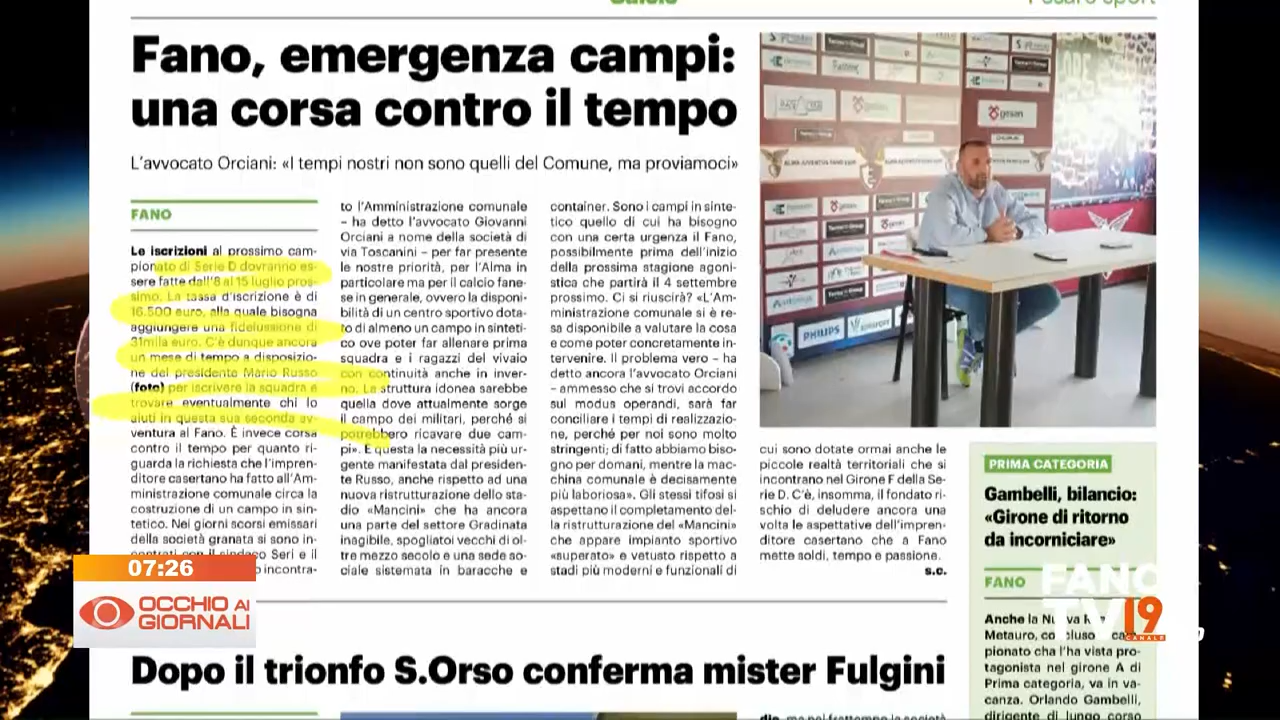 Fano, emergenza campi:
una corsa contro il tempo
L'avvocato Orciani: «I tempi nostri non sono quelli del Comune, ma proviamoci»
FANO
Le iscrizioni al prossimo cam-
pionato di Serie D dovranno es-
sere fatte dall'8 al 15 luglio pros-
simo. La tassa d'iscrizione è di
16.500 euro, alla quale bisogna
aggiungere una fidelussione di
31mila euro. C'è dunque ancora
un mese di tempo a disposizio-
ne del presidente Mario Russo
(foto) per iscrivere la squadra e
trovare eventualmente chi lo
aiuti in questa sua seconda av-
ventura al Fano. È invece corsa
contro il tempo per quanto ri-
guarda la richiesta che l'impren-
ditore casertano ha fatto all'Am-
ministrazione comunale circa la
costruzione di un campo in sin-
tetico. Nei giorni scorsi emissari
della società granata si sono in-
contrati con il sindaco Seri e il
incontra-
to l'Amministrazione comunale
– ha detto l'avvocato Giovanni
Orciani a nome della società di
via Toscanini – per far presente
le nostre priorità, per l'Alma in
particolare ma per il calcio fane-
se in generale, ovvero la disponi-
bilità di un centro sportivo dota-
to di almeno un campo in sinteti-
co ove poter far allenare prima
squadra e i ragazzi del vivaio
con continuità anche in inver-
no. La struttura idonea sarebbe
quella dove attualmente sorge
il campo dei militari, perché si
potrebbero ricavare due cam-
pi». È questa la necessità più ur-
gente manifestata dal presiden-
te Russo, anche rispetto ad una
nuova ristrutturazione dello sta-
dio «Mancini» che ha ancora
una parte del settore Gradinata
inagibile, spogliatoi vecchi di ol-
tre mezzo secolo e una sede so-
ciale sistemata in baracche e
container. Sono i campi in sinte-
tico quello di cui ha bisogno
con una certa urgenza il Fano,
possibilmente prima dell'inizio
della prossima stagione agoni-
stica che partirà il 4 settembre
prossimo. Ci si riuscirà? «L'Am-
ministrazione comunale si è re-
sa disponibile a valutare la cosa
e come poter concretamente in-
tervenire. Il problema vero – ha
detto ancora l'avvocato Orciani
– ammesso che si trovi accordo
sul modus operandi, sarà far
conciliare i tempi di realizzazio-
ne, perché per noi sono molto
stringenti; di fatto abbiamo biso-
gno per domani, mentre la mac-
china comunale è decisamente
più laboriosa». Gli stessi tifosi si
aspettano il completamento del-
la ristrutturazione del «Mancini»
che appare impianto sportivo
«superato» e vetusto rispetto a
stadi più moderni e funzionali di
cui sono dotate ormai anche le
piccole realtà territoriali che si
incontrano nel Girone F della Se-
rie D. C'è, insomma, il fondato ri-
schio di deludere ancora una
volta le aspettative dell'impren-
ditore casertano che a Fano
mette soldi, tempo e passione.
s.c.
PHILIPS
gesan
PRIMA CATEGORIA
Gambelli, bilancio:
«Girone di ritorno
da incorniciare»
FANO
Anche la
Metauro,
pionato cha l'ha vista pro-
tagonista nel girone A di
Prima categoria, va in va-
canza. Orlando Gambelli,
dirigente di lungo corso
Dopo il trionfo S.Orso conferma mister Fulgini
07:26
OCCHIO AI
GIORNALI
FANO
TV 19
CANALE